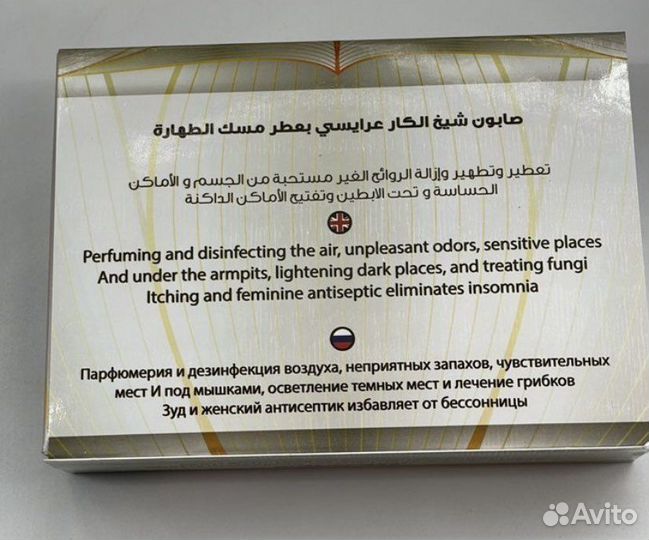 صابون شيخ الكار عرايسي بعطر مسك الطهارة
تعطير وتطهير وإزالة الروائح الغير مستحبة من الجسم و الأماكن
الحساسة و تحت الابطين وتفتيح الأماكن الداكنة
Perfuming and disinfecting the air, unpleasant odors, sensitive places
And under the armpits, lightening dark places, and treating fungi
Itching and feminine antiseptic eliminates insomnia
Парфюмерия и дезинфекция воздуха, неприятных запахов, чувствительных
мест И под мышками, осветление темных мест и лечение грибков
Зуд и женский антисептик избавляет от бессонницы
Avito